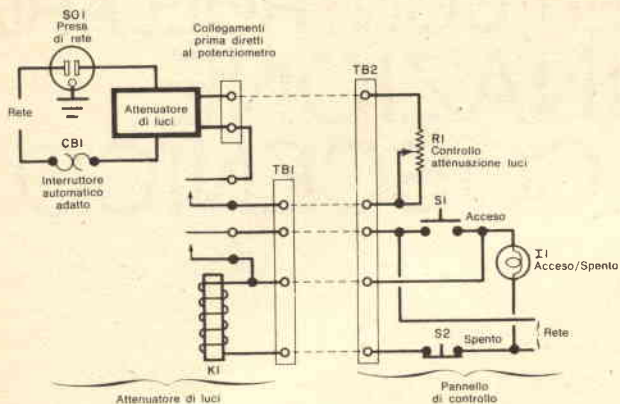 SO1
Presa
di rete
Collegamenti
prima diretti
al potenziometro
TB2
Rete
Attenuatore
di luci
CB1
Interruttore
automatico
adatto
R1
Controllo
attenuazione luci
TB1
S1
Acceso
I1
Acceso/Spento
S2
Spento
Rete
K1
Attenuatore di luci
Pannello
di controllo